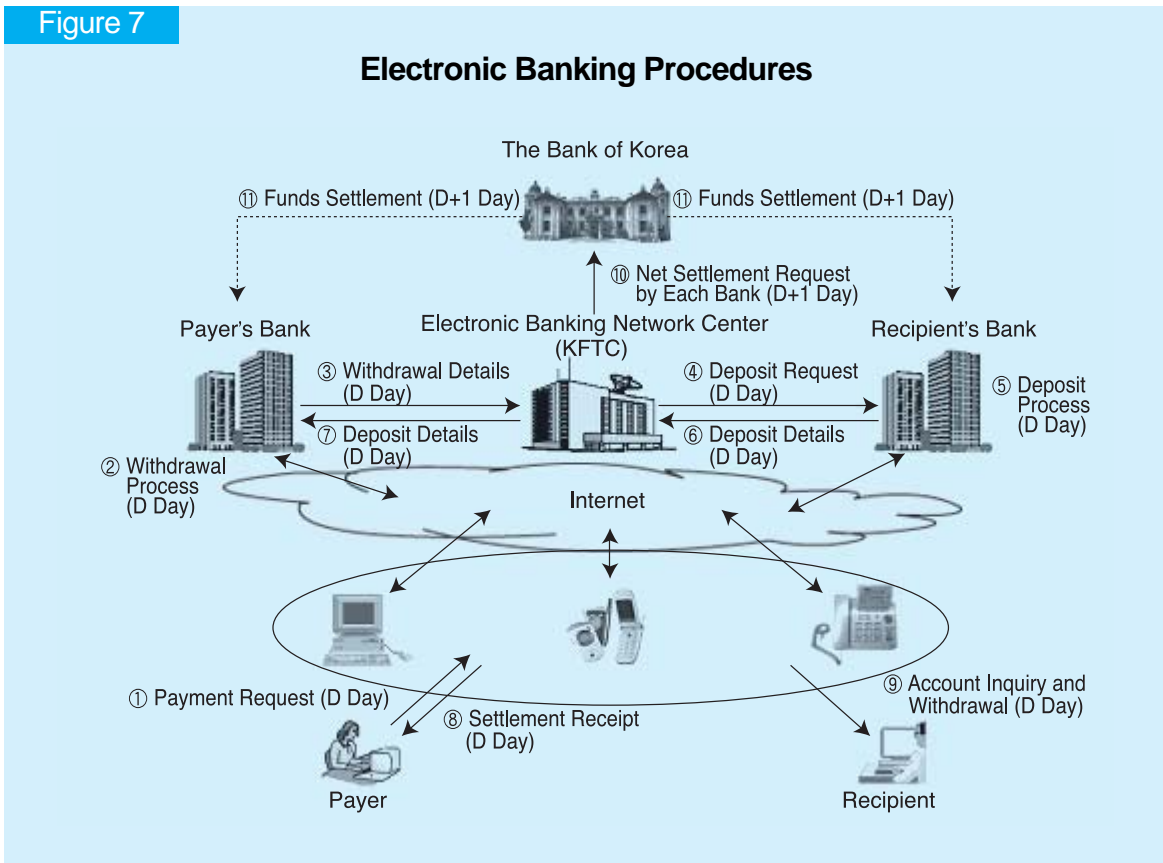 Figure 7
Electronic Banking Procedures
The Bank of Korea
⑪ Funds Settlement (D+1 Day)
⑪ Funds Settlement (D+1 Day)
⑩ Net Settlement Request
by Each Bank (D+1 Day)
Payer's Bank
Electronic Banking Network Center
(KFTC)
Recipient's Bank
③ Withdrawal Details
(D Day)
④ Deposit Request
(D Day)
⑤ Deposit
Process
(D Day)
⑦ Deposit Details
(D Day)
⑥ Deposit Details
(D Day)
② Withdrawal
Process
(D Day)
Internet
① Payment Request (D Day)
⑧ Settlement Receipt
(D Day)
⑨ Account Inquiry and
Withdrawal (D Day)
Payer
Recipient